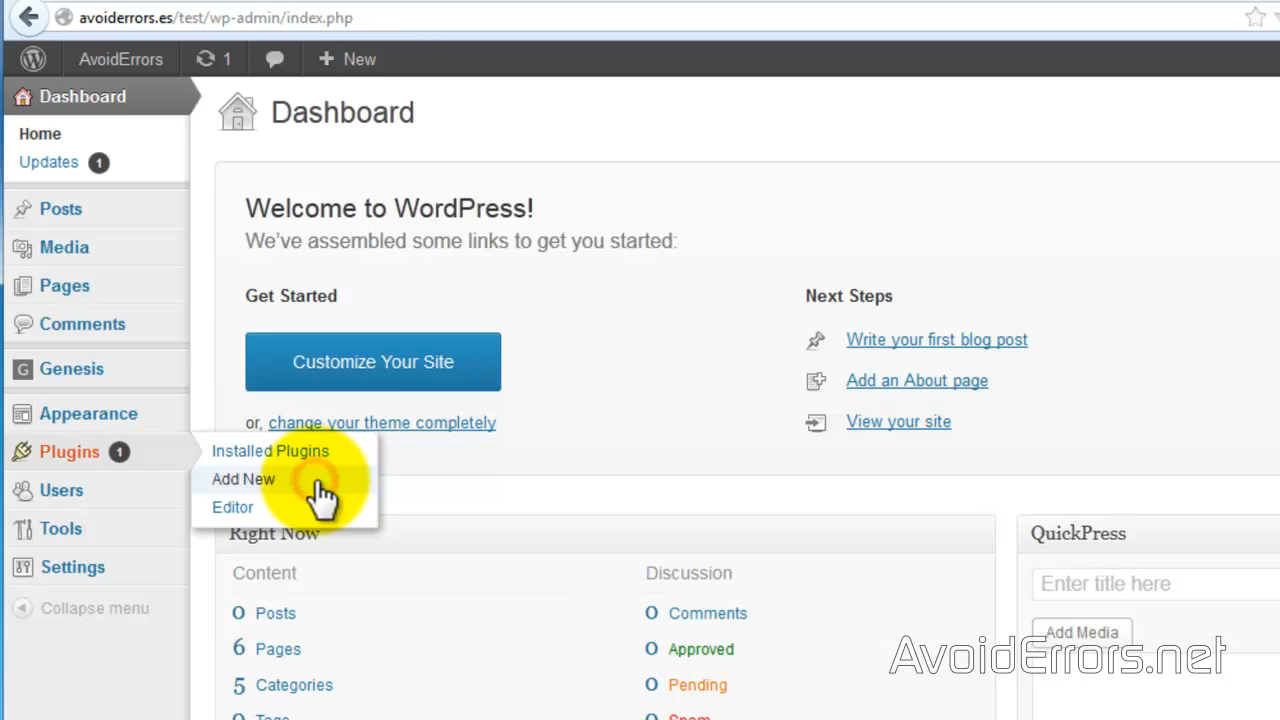 avoiderrors.es/test/wp-admin/index.php
AvoidErrors
1
New
Dashboard
Home
Updates 1
Posts
Media
Pages
Comments
G Genesis
Appearance
Plugins 1
Users
Tools
Settings
Collapse menu
Installed Plugins
Add New
Editor
Dashboard
Welcome to WordPress!
We've assembled some links to get you started:
Get Started
Customize Your Site
or, change your theme completely
Next Steps
Write your first blog post
Add an About page
View your site
Right Now
Content
0 Posts
6 Pages
5 Categories
0 Tags
Discussion
0 Comments
0 Approved
0 Pending
0 Spam
QuickPress
Enter title here
Add Media
AvoidErrors.net